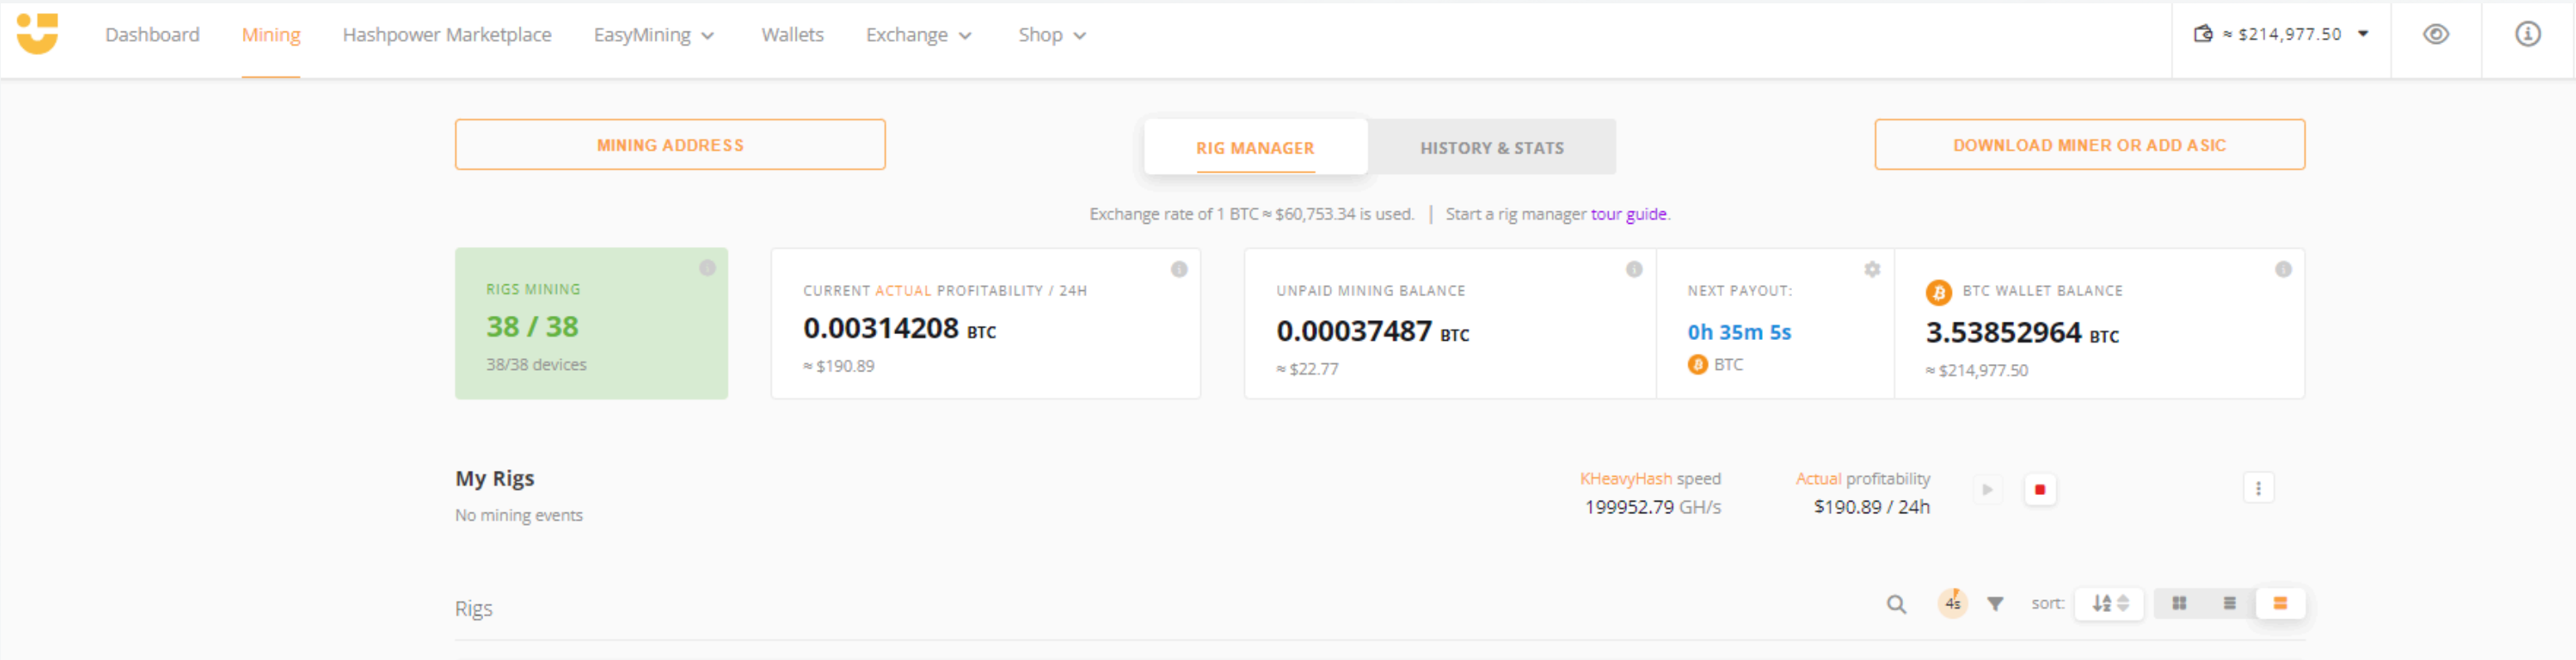 Dashboard Mining Hashpower Marketplace EasyMining Wallets Exchange Shop ≈ $214,977.50
MINING ADDRESS RIG MANAGER HISTORY & STATS DOWNLOAD MINER OR ADD ASIC
Exchange rate of 1 BTC ≈ $60,753.34 is used. | Start a rig manager tour guide.
RIGS MINING
38 / 38
38/38 devices
CURRENT ACTUAL PROFITABILITY / 24H
0.00314208 BTC
≈ $190.89
UNPAID MINING BALANCE
0.00037487 BTC
≈ $22.77
NEXT PAYOUT:
0h 35m 5s
BTC
BTC WALLET BALANCE
3.53852964 BTC
≈ $214,977.50
My Rigs
No mining events
KHeavyHash speed
199952.79 GH/s
Actual profitability
$190.89 / 24h
Rigs
4s sort: